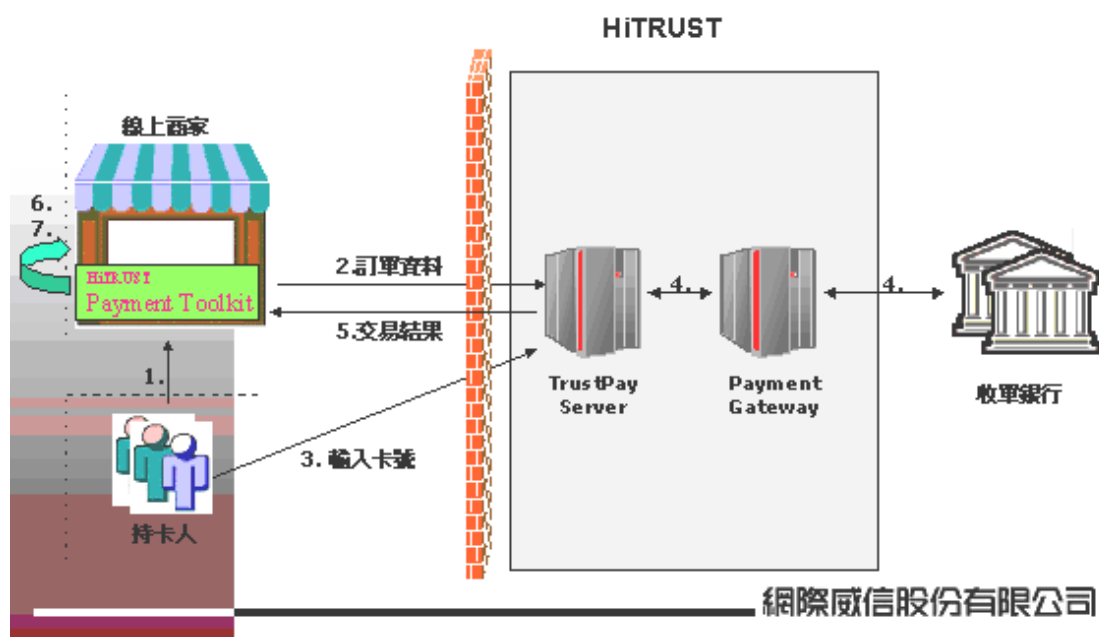 HiTRUST
線上商家
6.
7.
HiTRUST
Payment Toolkit
2.訂單資料
5.交易結果
4.
4.
TrustPay
Server
Payment
Gateway
收單銀行
1.
3. 輸入卡號
持卡人
網際威信股份有限公司